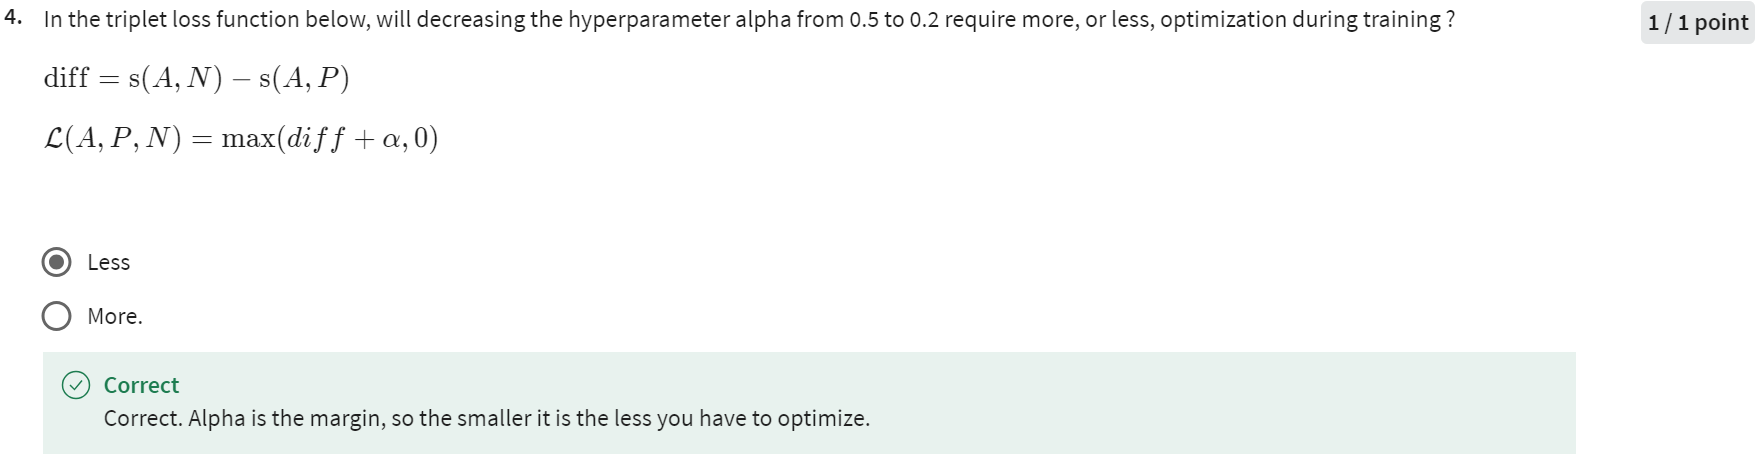 4. In the triplet loss function below, will decreasing the hyperparameter alpha from 0.5 to 0.2 require more, or less, optimization during training ?
1 / 1 point
diff = s(A, N) − s(A, P)
ℒ(A, P, N) = max(diff + α, 0)
Less
More.
Correct
Correct. Alpha is the margin, so the smaller it is the less you have to optimize.